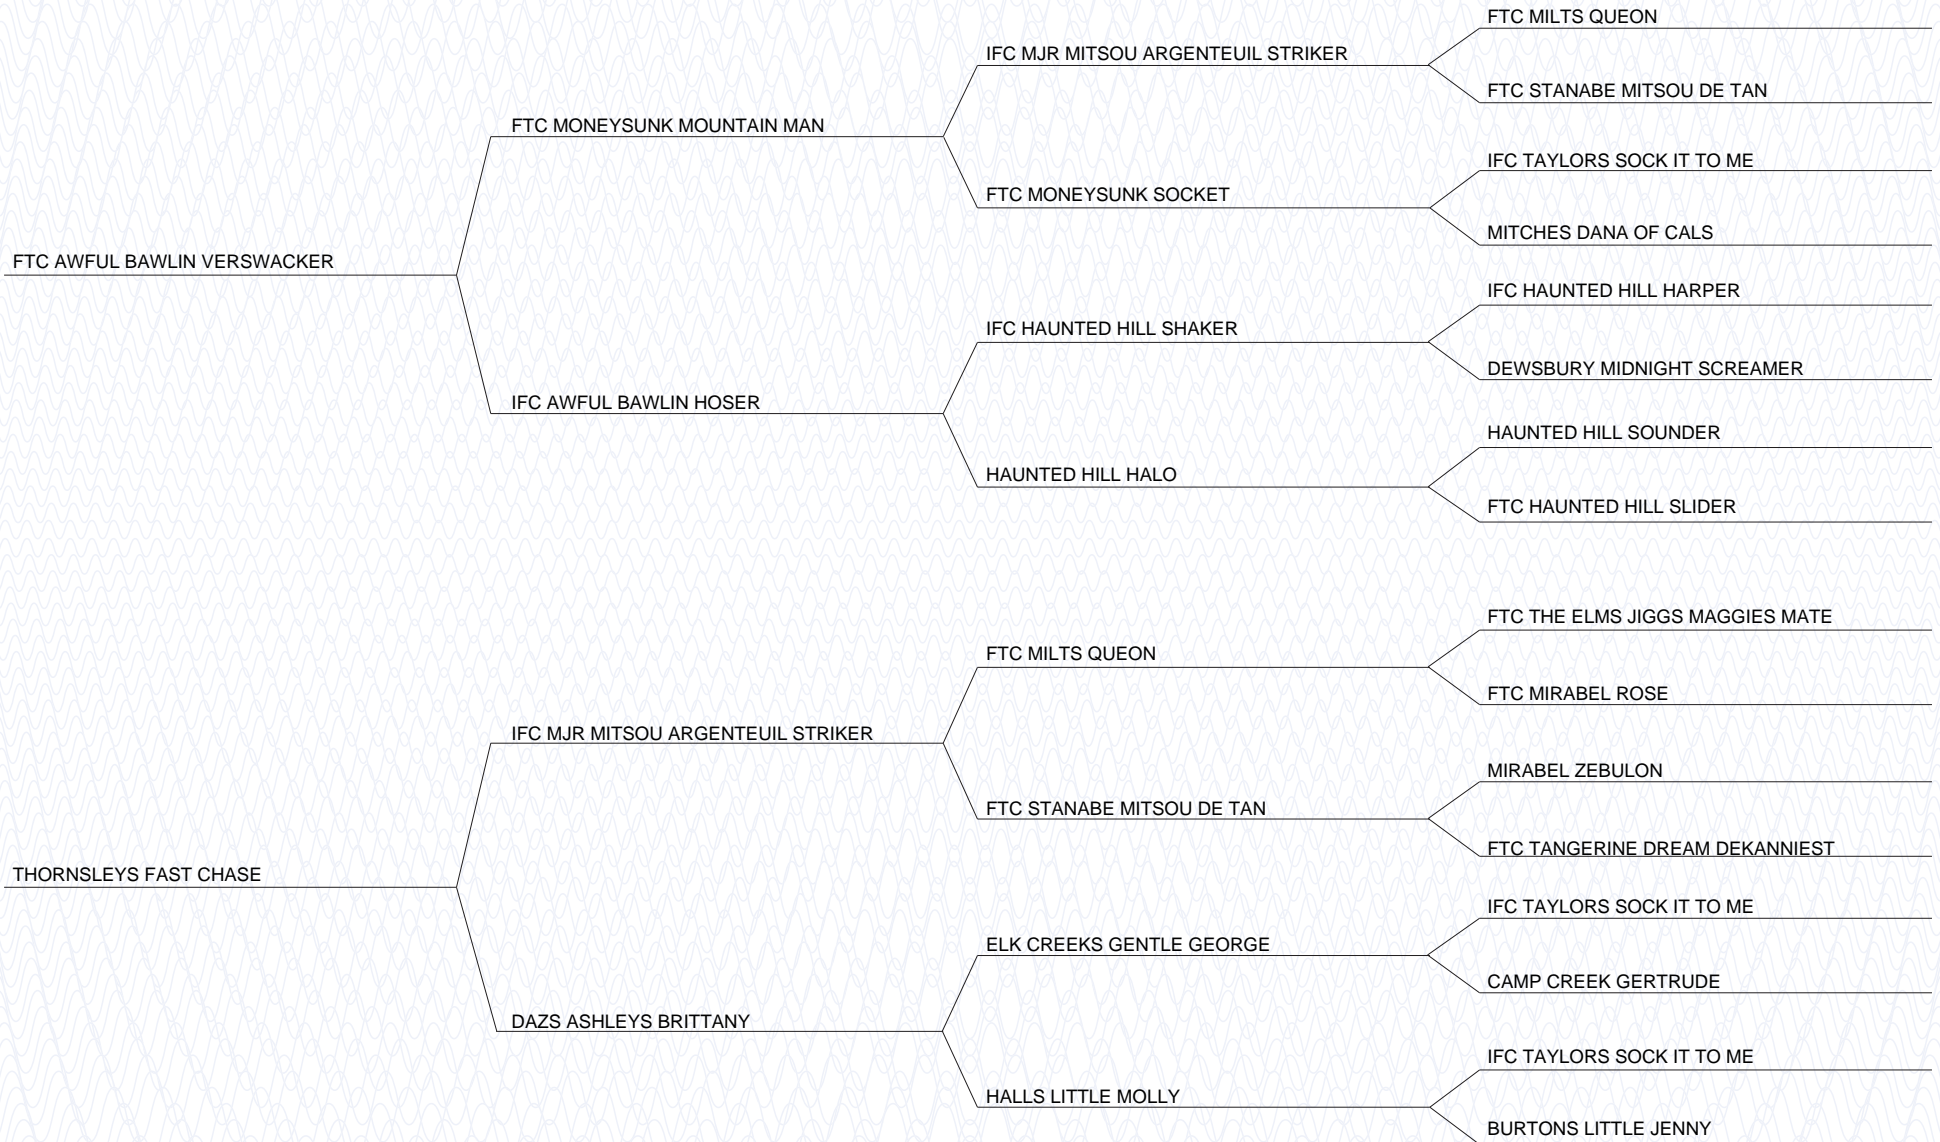 FTC MILTS QUEON
IFC MJR MITSOU ARGENTEUIL STRIKER
FTC STANABE MITSOU DE TAN
FTC MONEYSUNK MOUNTAIN MAN
IFC TAYLORS SOCK IT TO ME
FTC MONEYSUNK SOCKET
MITCHES DANA OF CALS
FTC AWFUL BAWLIN VERSWACKER
IFC HAUNTED HILL HARPER
IFC HAUNTED HILL SHAKER
DEWSBURY MIDNIGHT SCREAMER
IFC AWFUL BAWLIN HOSER
HAUNTED HILL SOUNDER
HAUNTED HILL HALO
FTC HAUNTED HILL SLIDER
FTC THE ELMS JIGGS MAGGIES MATE
FTC MILTS QUEON
FTC MIRABEL ROSE
IFC MJR MITSOU ARGENTEUIL STRIKER
MIRABEL ZEBULON
FTC STANABE MITSOU DE TAN
FTC TANGERINE DREAM DEKANNIEST
THORNSLEYS FAST CHASE
IFC TAYLORS SOCK IT TO ME
ELK CREEKS GENTLE GEORGE
CAMP CREEK GERTRUDE
DAZS ASHLEYS BRITTANY
IFC TAYLORS SOCK IT TO ME
HALLS LITTLE MOLLY
BURTONS LITTLE JENNY